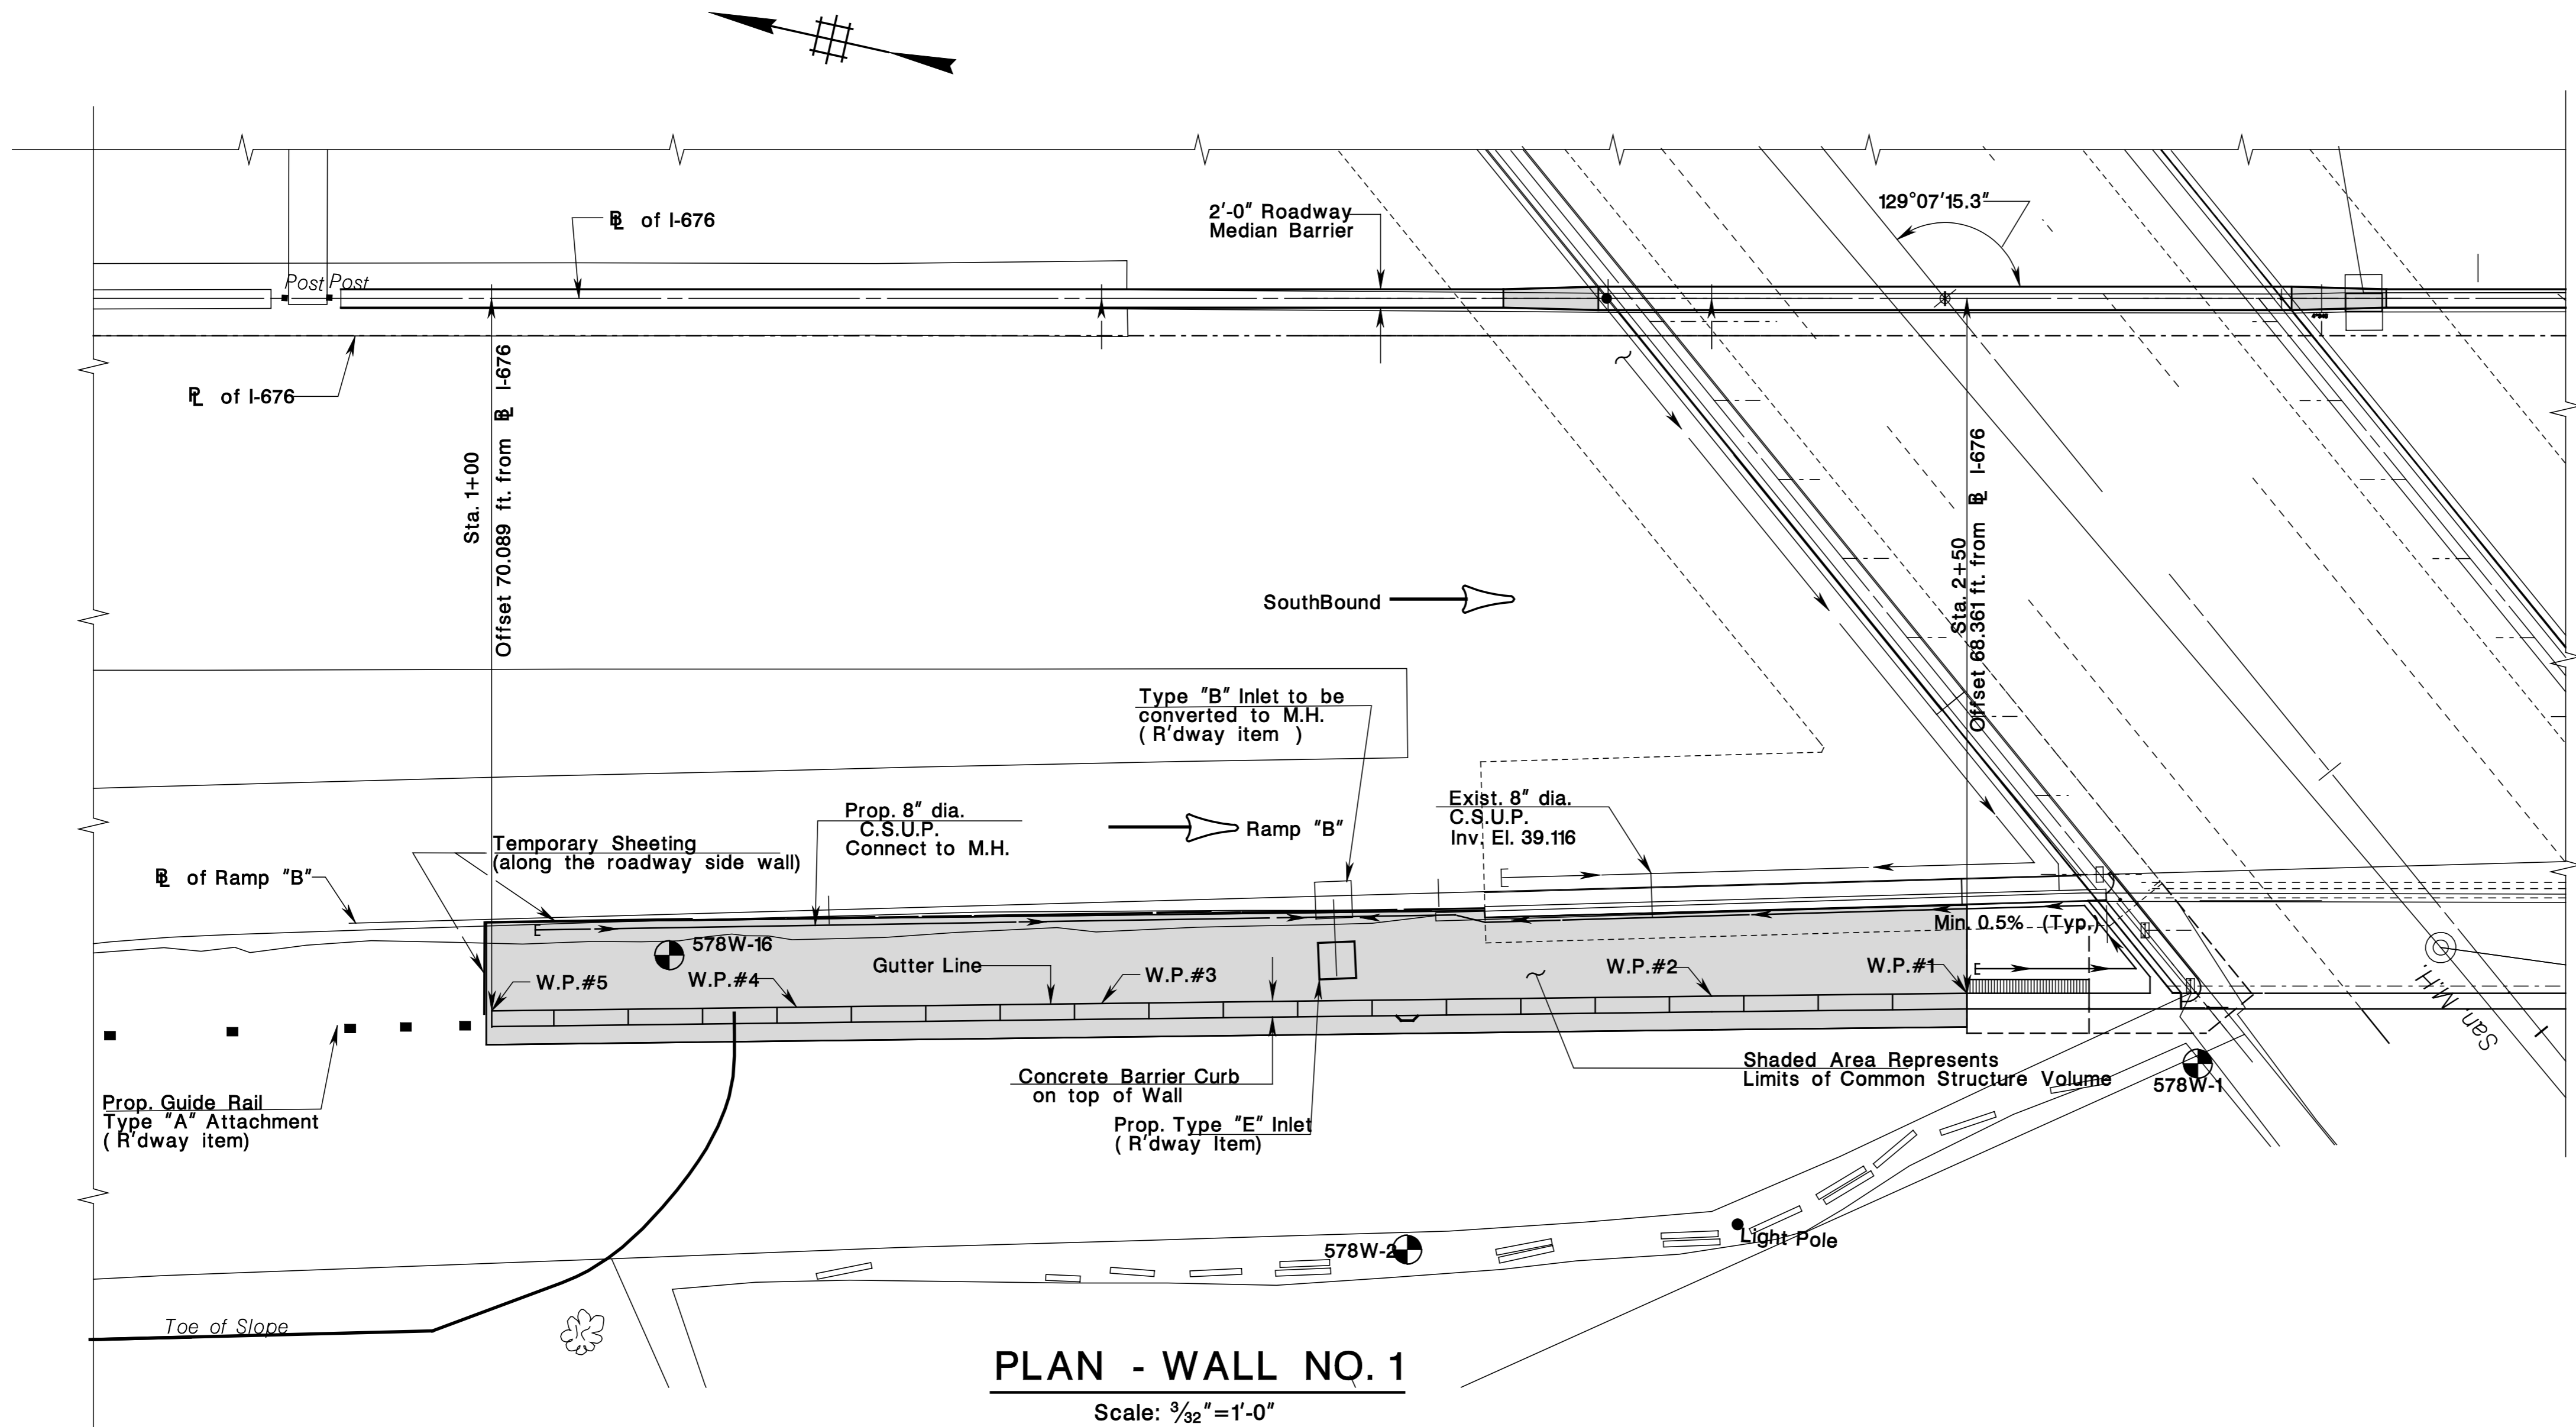 129°07'15.3"
2'-0" Roadway
Median Barrier
℄ of I-676
Post Post
Sta. 1+00
Offset 70.089 ft. from ℄ I-676
Sta. 2+50
Offset 68.361 ft. from ℄ I-676
PL of I-676
SouthBound
Type "B" Inlet to be
converted to M.H.
( R'dway item )
Prop. 8" dia.
C.S.U.P.
Connect to M.H.
Exist. 8" dia.
C.S.U.P.
Inv. El. 39.116
Ramp "B"
Temporary Sheeting
(along the roadway side wall)
BL of Ramp "B"
Min. 0.5% (Typ.)
578W-16
Gutter Line
W.P.#5
W.P.#4
W.P.#3
W.P.#2
W.P.#1
San. M.H.
Shaded Area Represents
Limits of Common Structure Volume
578W-1
Concrete Barrier Curb
on top of Wall
Prop. Guide Rail
Type "A" Attachment
( R'dway item)
Prop. Type "E" Inlet
( R'dway Item)
578W-2
Light Pole
Toe of Slope
PLAN - WALL NO. 1
Scale: 3/32"=1'-0"